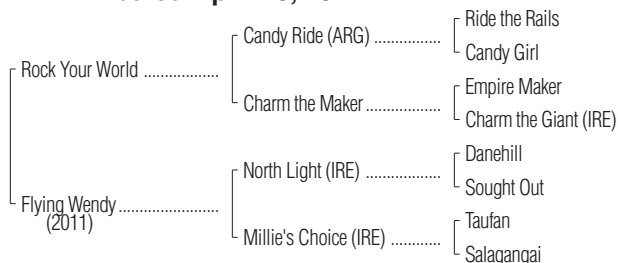 Ride the Rails
Candy Ride (ARG) ................
Candy Girl
Rock Your World ...................
Empire Maker
Charm the Maker ..................
Charm the Giant (IRE)
Danehill
North Light (IRE) ..................
Sought Out
Flying Wendy .........................
(2011)
Taufan
Millie's Choice (IRE) ............
Salagangai